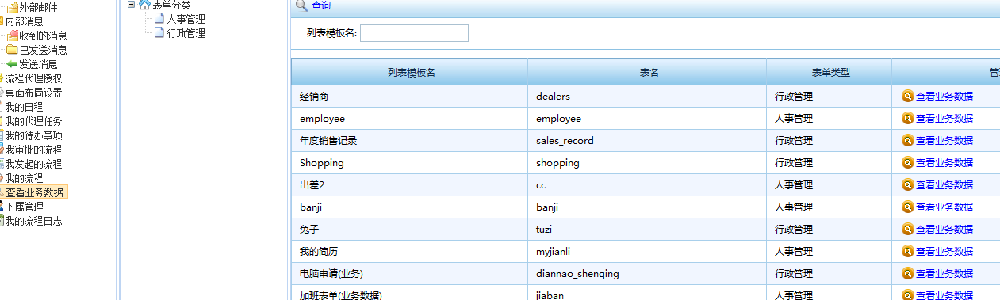 外部邮件
内部消息
收到的消息
已发送消息
发送消息
流程代理授权
桌面布局设置
我的日程
我的代理任务
我的待办事项
我审批的流程
我发起的流程
我的流程
查看业务数据
下属管理
我的流程日志
表单分类
人事管理
行政管理
查询
列表模板名:
列表模板名 表名 表单类型 管
经销商 dealers 行政管理 查看业务数据
employee employee 人事管理 查看业务数据
年度销售记录 sales_record 行政管理 查看业务数据
Shopping shopping 行政管理 查看业务数据
出差2 cc 人事管理 查看业务数据
banji banji 人事管理 查看业务数据
兔子 tuzi 行政管理 查看业务数据
我的简历 myjianli 人事管理 查看业务数据
电脑申请(业务) diannao_shenqing 行政管理 查看业务数据
加班表单(业务数据) jiaban 人事管理 查看业务数据